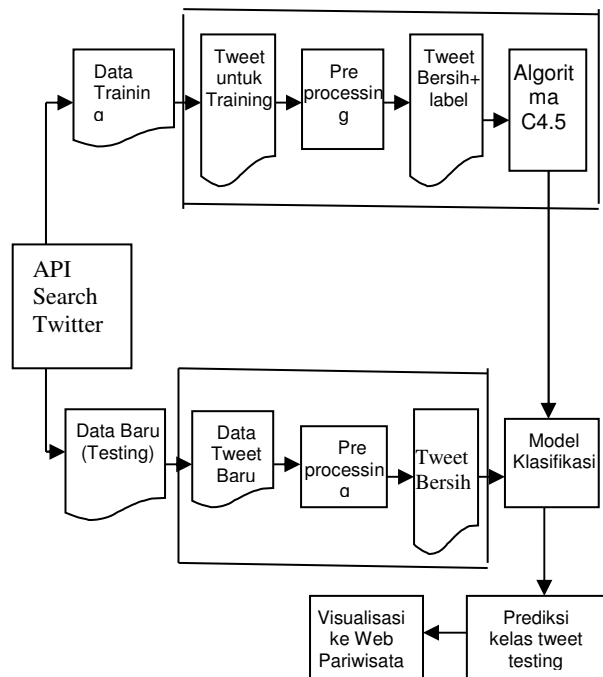 Data
Trainin
g
Tweet
untuk
Training
Pre
processin
g
Tweet
Bersih+
label
Algorit
ma
C4.5
API
Search
Twitter
Data Baru
(Testing)
Data
Tweet
Baru
Pre
processin
g
Tweet
Bersih
Model
Klasifikasi
Visualisasi
ke Web
Pariwisata
Prediksi
kelas tweet
testing